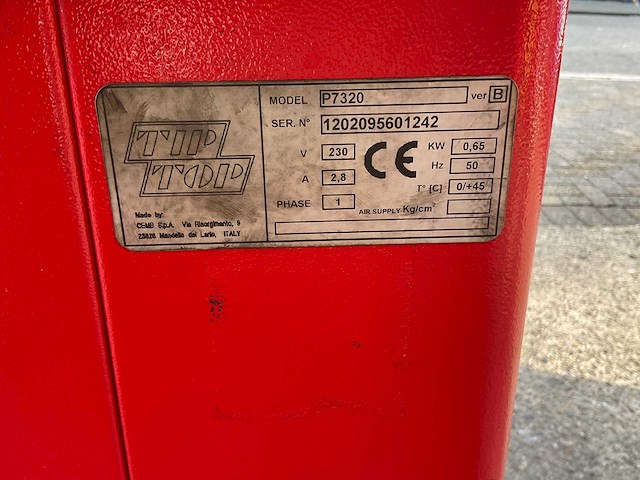 TIP
TOP
Made by:
CEMB S.p.A. Via Risorgimento, 9
23826 Mandello del Lario, ITALY
MODEL P7320 ver B
SER. N° 1202095601242
V 230
A 2,8
PHASE 1
CE
KW 0,65
Hz 50
T° [C] 0/+45°
AIR SUPPLY Kg/cm²